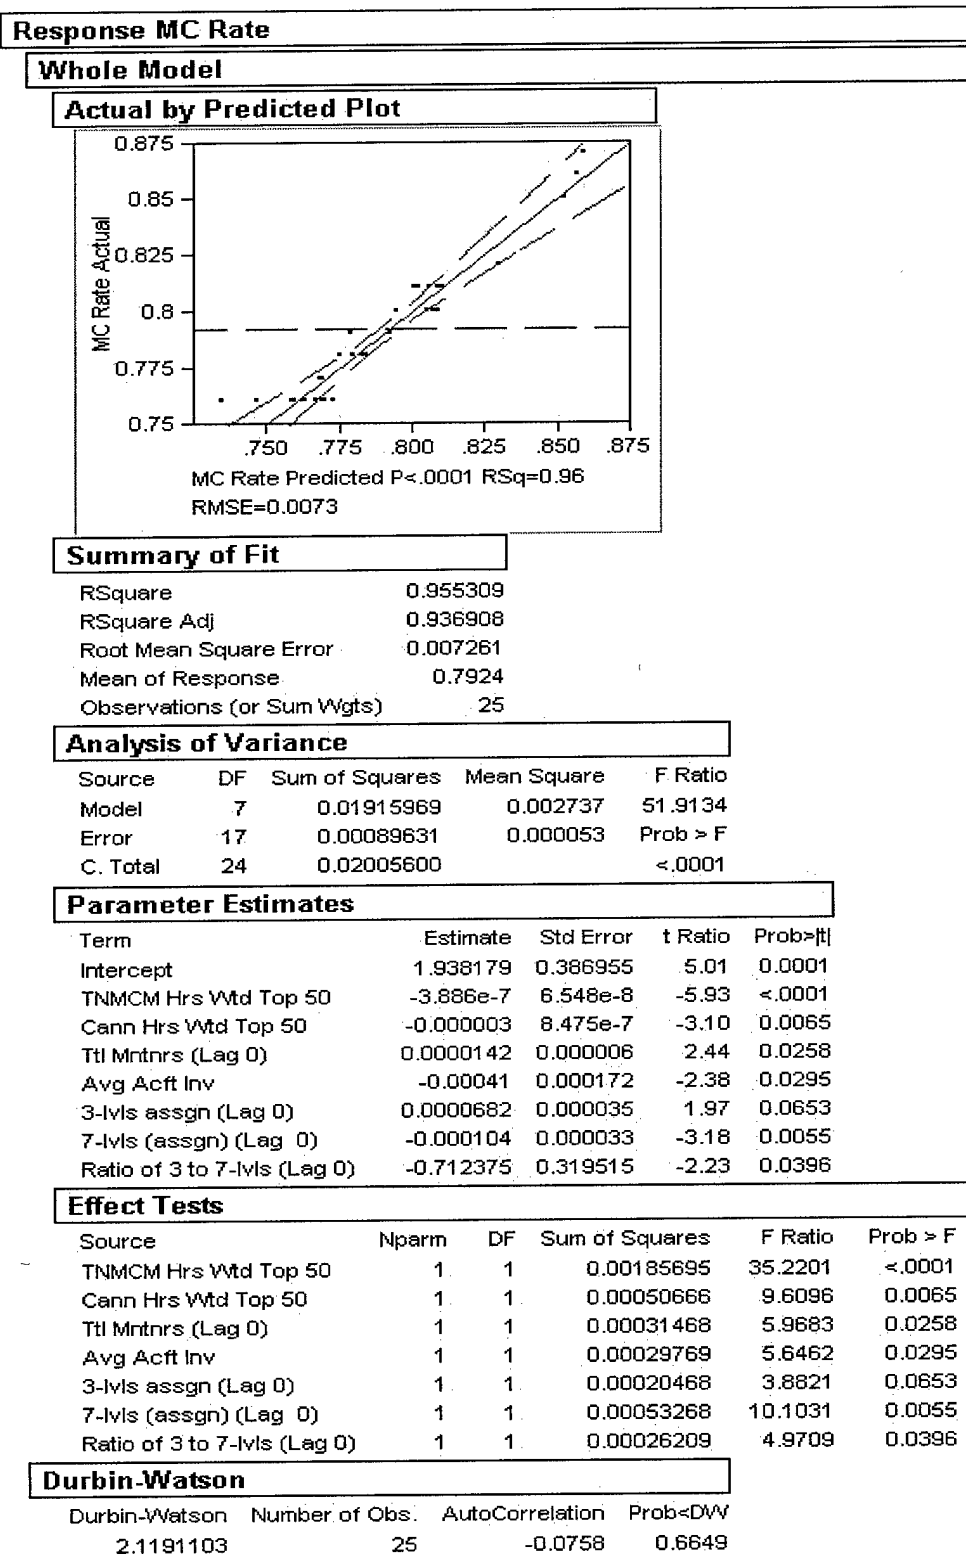 Response MC Rate
Whole Model
Actual by Predicted Plot
0.875
0.85
0.825
0.8
0.775
0.75
MC Rate Actual
.750 .775 .800 .825 .850 .875
MC Rate Predicted P<.0001 RSq=0.96
RMSE=0.0073
Summary of Fit
RSquare 0.955309
RSquare Adj 0.936908
Root Mean Square Error 0.007261
Mean of Response 0.7924
Observations (or Sum Wgts) 25
Analysis of Variance
Source DF Sum of Squares Mean Square F Ratio
Model 7 0.01915969 0.002737 51.9134
Error 17 0.00089631 0.000053 Prob > F
C. Total 24 0.02005600 <.0001
Parameter Estimates
Term Estimate Std Error t Ratio Prob>|t|
Intercept 1.938179 0.386955 5.01 0.0001
TNMCM Hrs Wtd Top 50 -3.886e-7 6.548e-8 -5.93 <.0001
Cann Hrs Wtd Top 50 -0.000003 8.475e-7 -3.10 0.0065
Ttl Mntnrs (Lag 0) 0.0000142 0.000006 2.44 0.0258
Avg Acft Inv -0.00041 0.000172 -2.38 0.0295
3-lvls assgn (Lag 0) 0.0000682 0.000035 1.97 0.0653
7-lvls (assgn) (Lag 0) -0.000104 0.000033 -3.18 0.0055
Ratio of 3 to 7-lvls (Lag 0) -0.712375 0.319515 -2.23 0.0396
Effect Tests
Source Nparm DF Sum of Squares F Ratio Prob > F
TNMCM Hrs Wtd Top 50 1 1 0.00185695 35.2201 <.0001
Cann Hrs Wtd Top 50 1 1 0.00050666 9.6096 0.0065
Ttl Mntnrs (Lag 0) 1 1 0.00031468 5.9683 0.0258
Avg Acft Inv 1 1 0.00029769 5.6462 0.0295
3-lvls assgn (Lag 0) 1 1 0.00020468 3.8821 0.0653
7-lvls (assgn) (Lag 0) 1 1 0.00053268 10.1031 0.0055
Ratio of 3 to 7-lvls (Lag 0) 1 1 0.00026209 4.9709 0.0396
Durbin-Watson
Durbin-Watson Number of Obs. AutoCorrelation Prob<DW
2.1191103 25 -0.0758 0.6649